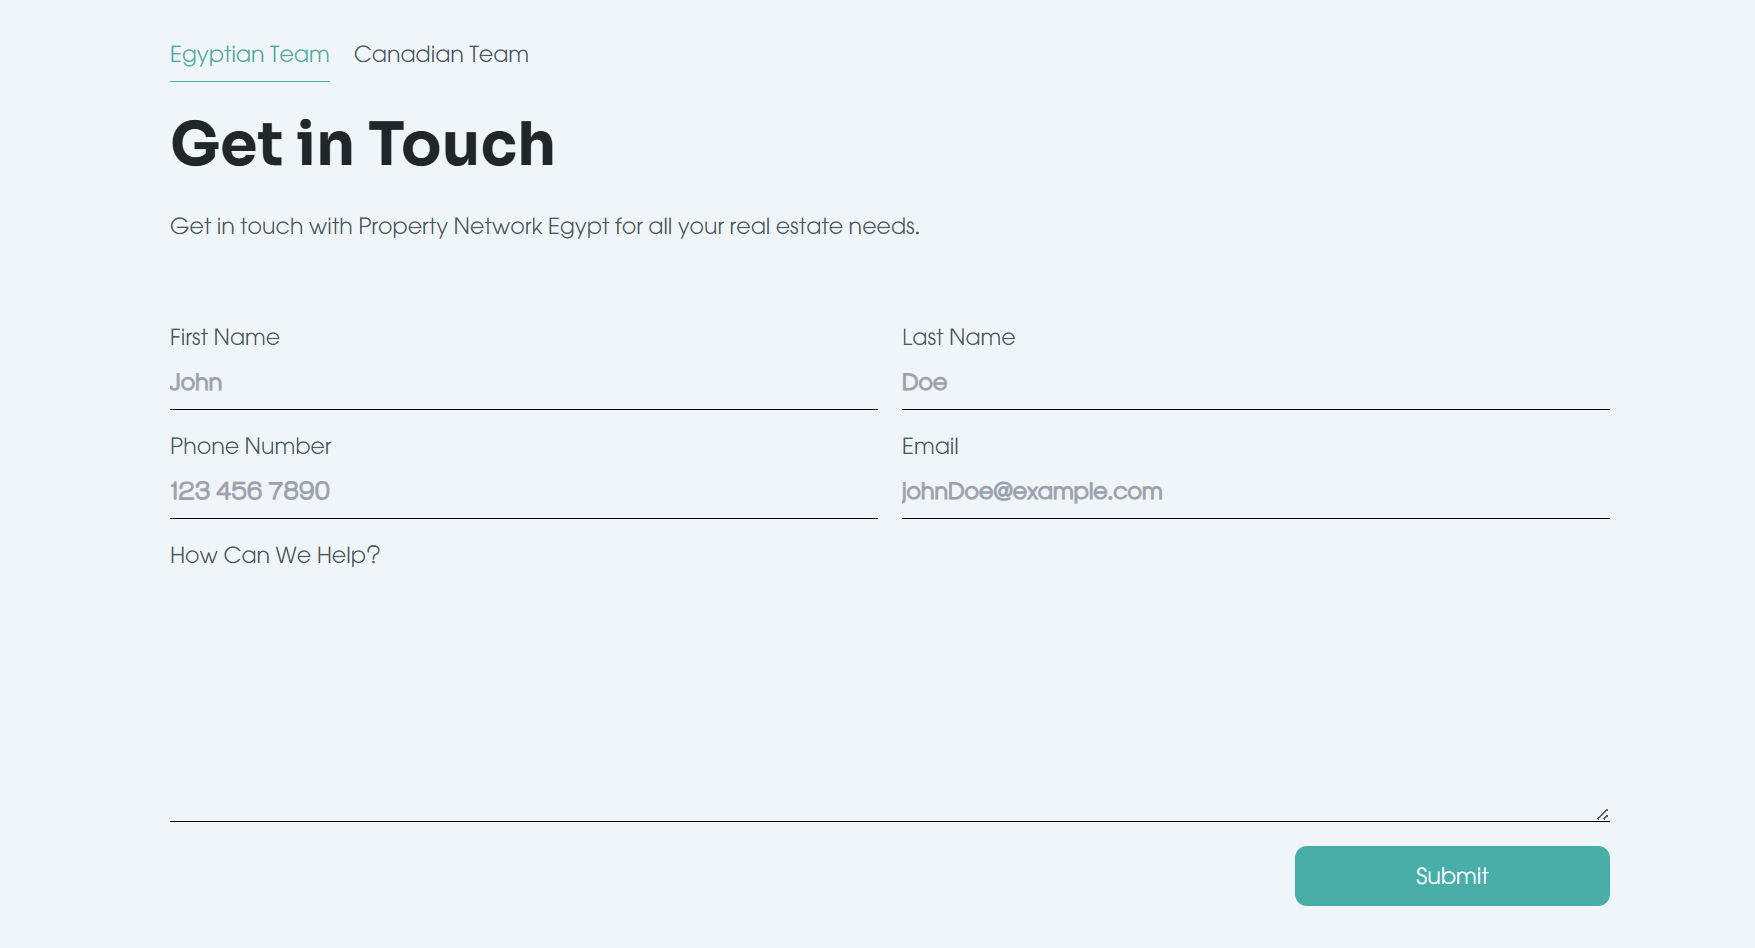 Egyptian Team Canadian Team
Get in Touch
Get in touch with Property Network Egypt for all your real estate needs.
First Name Last Name
John Doe
Phone Number Email
123 456 7890 johnDoe@example.com
How Can We Help?
Submit